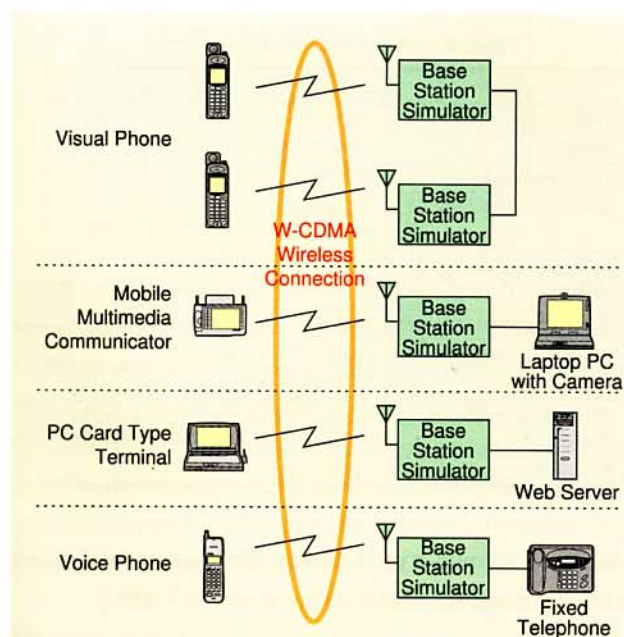 Base
Station
Simulator
Visual Phone
Base
Station
Simulator
W-CDMA
Wireless
Connection
Mobile
Multimedia
Communicator
Base
Station
Simulator
Laptop PC
with Camera
PC Card Type
Terminal
Base
Station
Simulator
Web Server
Voice Phone
Base
Station
Simulator
Fixed
Telephone